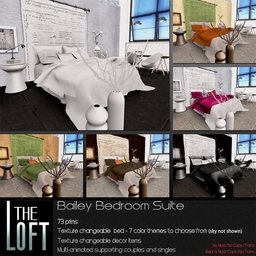 Bailey Bedroom Suite
THE
LOFT
73 prims
Texture changeable bed - 7 color themes to choose from (sky not shown)
Texture changeable decor items
Multi-animated supporting couples and singles